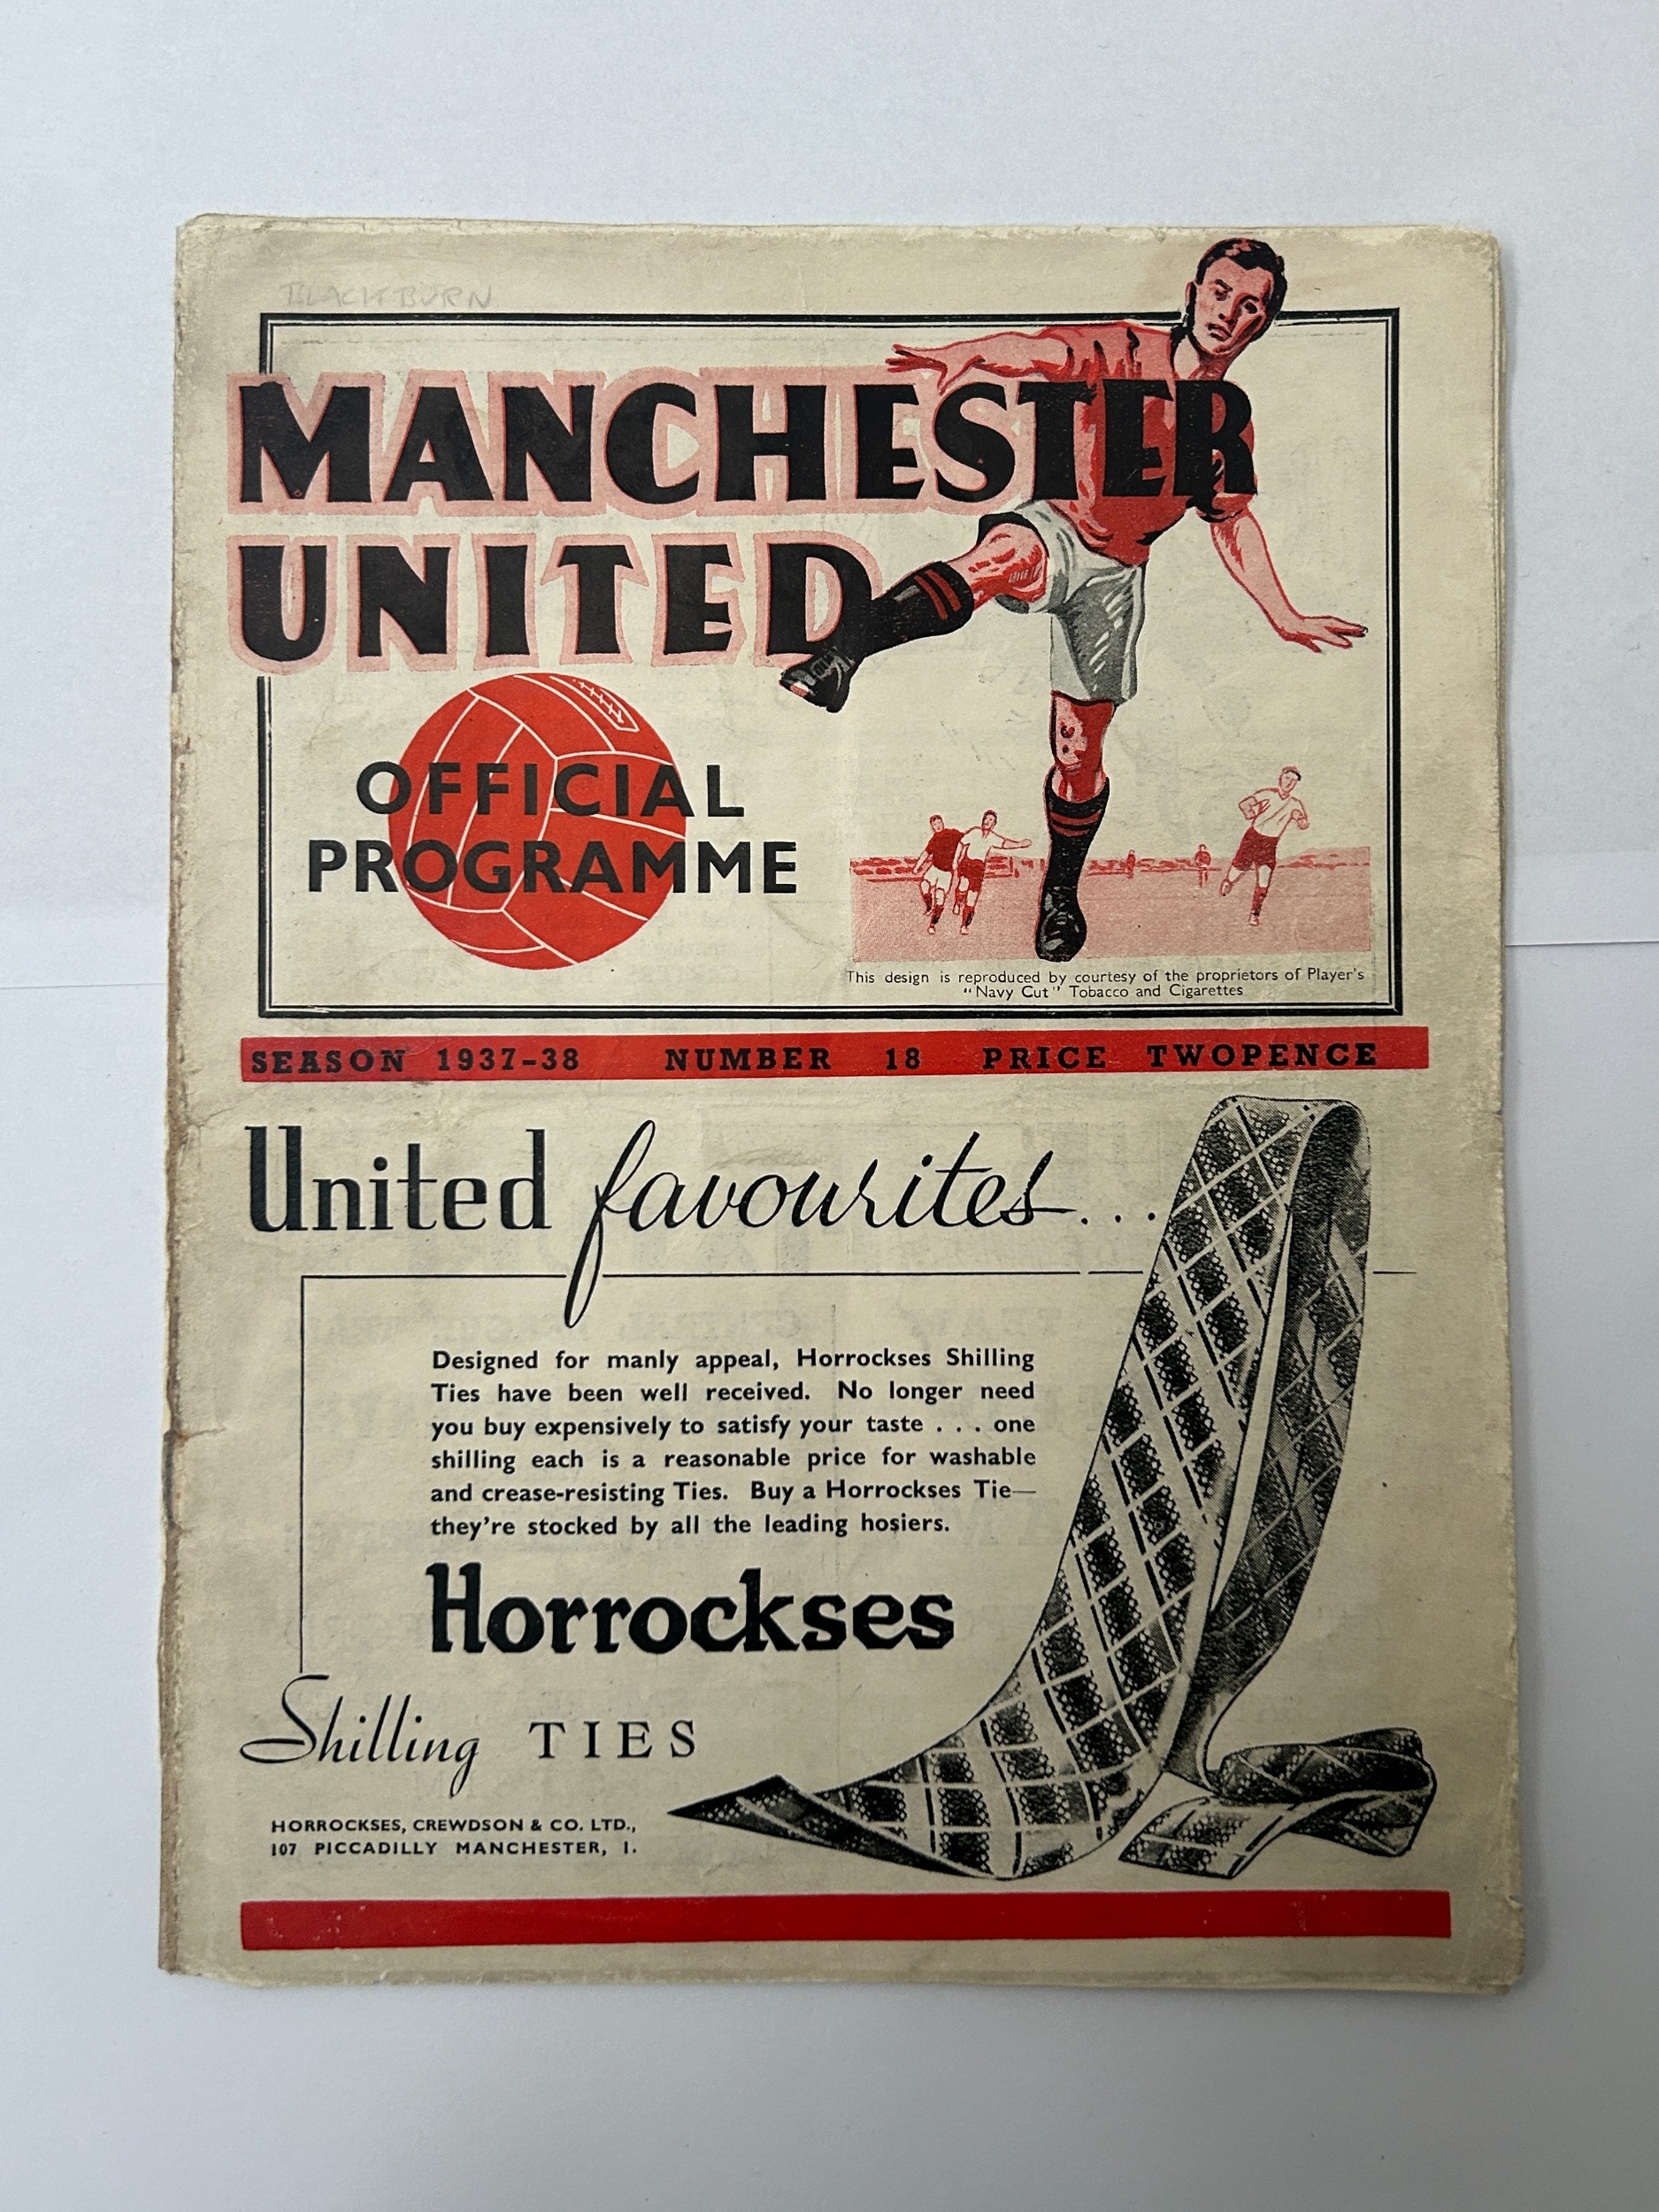 BLACKBURN
MANCHESTER
UNITED
OFFICIAL
PROGRAMME
This design is reproduced by courtesy of the proprietors of Player's
"Navy Cut" Tobacco and Cigarettes
SEASON 1937-38 NUMBER 18 PRICE TWOPENCE
United favourites...
Designed for manly appeal, Horrockses Shilling
Ties have been well received. No longer need
you buy expensively to satisfy your taste . . . one
shilling each is a reasonable price for washable
and crease-resisting Ties. Buy a Horrockses Tie—
they're stocked by all the leading hosiers.
Horrockses
Shilling TIES
HORROCKSES, CREWDSON & CO. LTD.,
107 PICCADILLY MANCHESTER, 1.